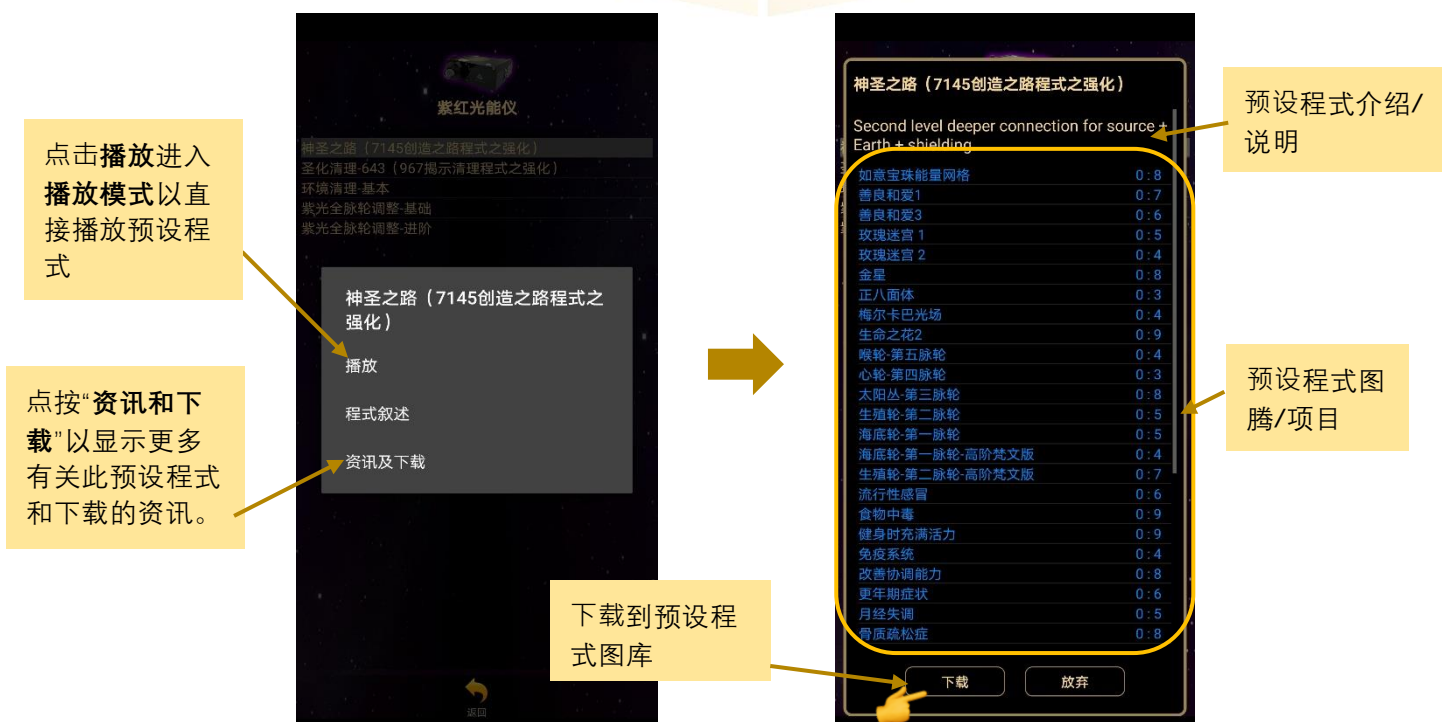 点击播放进入
播放模式以直
接播放预设程
式
点按“资讯和下
载”以显示更多
有关此预设程式
和下载的资讯。
紫红光能仪
神圣之路（7145创造之路程式之强化）
圣化清理-643（967揭示清理程式之强化）
环境清理-基本
紫光全脉轮调整-基础
紫光全脉轮调整-进阶
神圣之路（7145创造之路程式之
强化）
播放
程式叙述
资讯及下载
返回
下载到预设程
式图库
神圣之路（7145创造之路程式之强化）
Second level deeper connection for source +
Earth + shielding
如意宝珠能量网格 0:8
善良和爱1 0:7
善良和爱3 0:6
玫瑰迷宫 1 0:5
玫瑰迷宫 2 0:4
金星 0:8
正八面体 0:3
梅尔卡巴光场 0:4
生命之花2 0:9
喉轮-第五脉轮 0:4
心轮-第四脉轮 0:3
太阳丛-第三脉轮 0:8
生殖轮-第二脉轮 0:5
海底轮-第一脉轮 0:5
海底轮-第一脉轮-高阶梵文版 0:4
生殖轮-第二脉轮-高阶梵文版 0:7
流行性感冒 0:6
食物中毒 0:9
健身时充满活力 0:9
免疫系统 0:4
改善协调能力 0:8
更年期症状 0:6
月经失调 0:5
骨质疏松症 0:8
下载 放弃
预设程式介绍/
说明
预设程式图
腾/项目